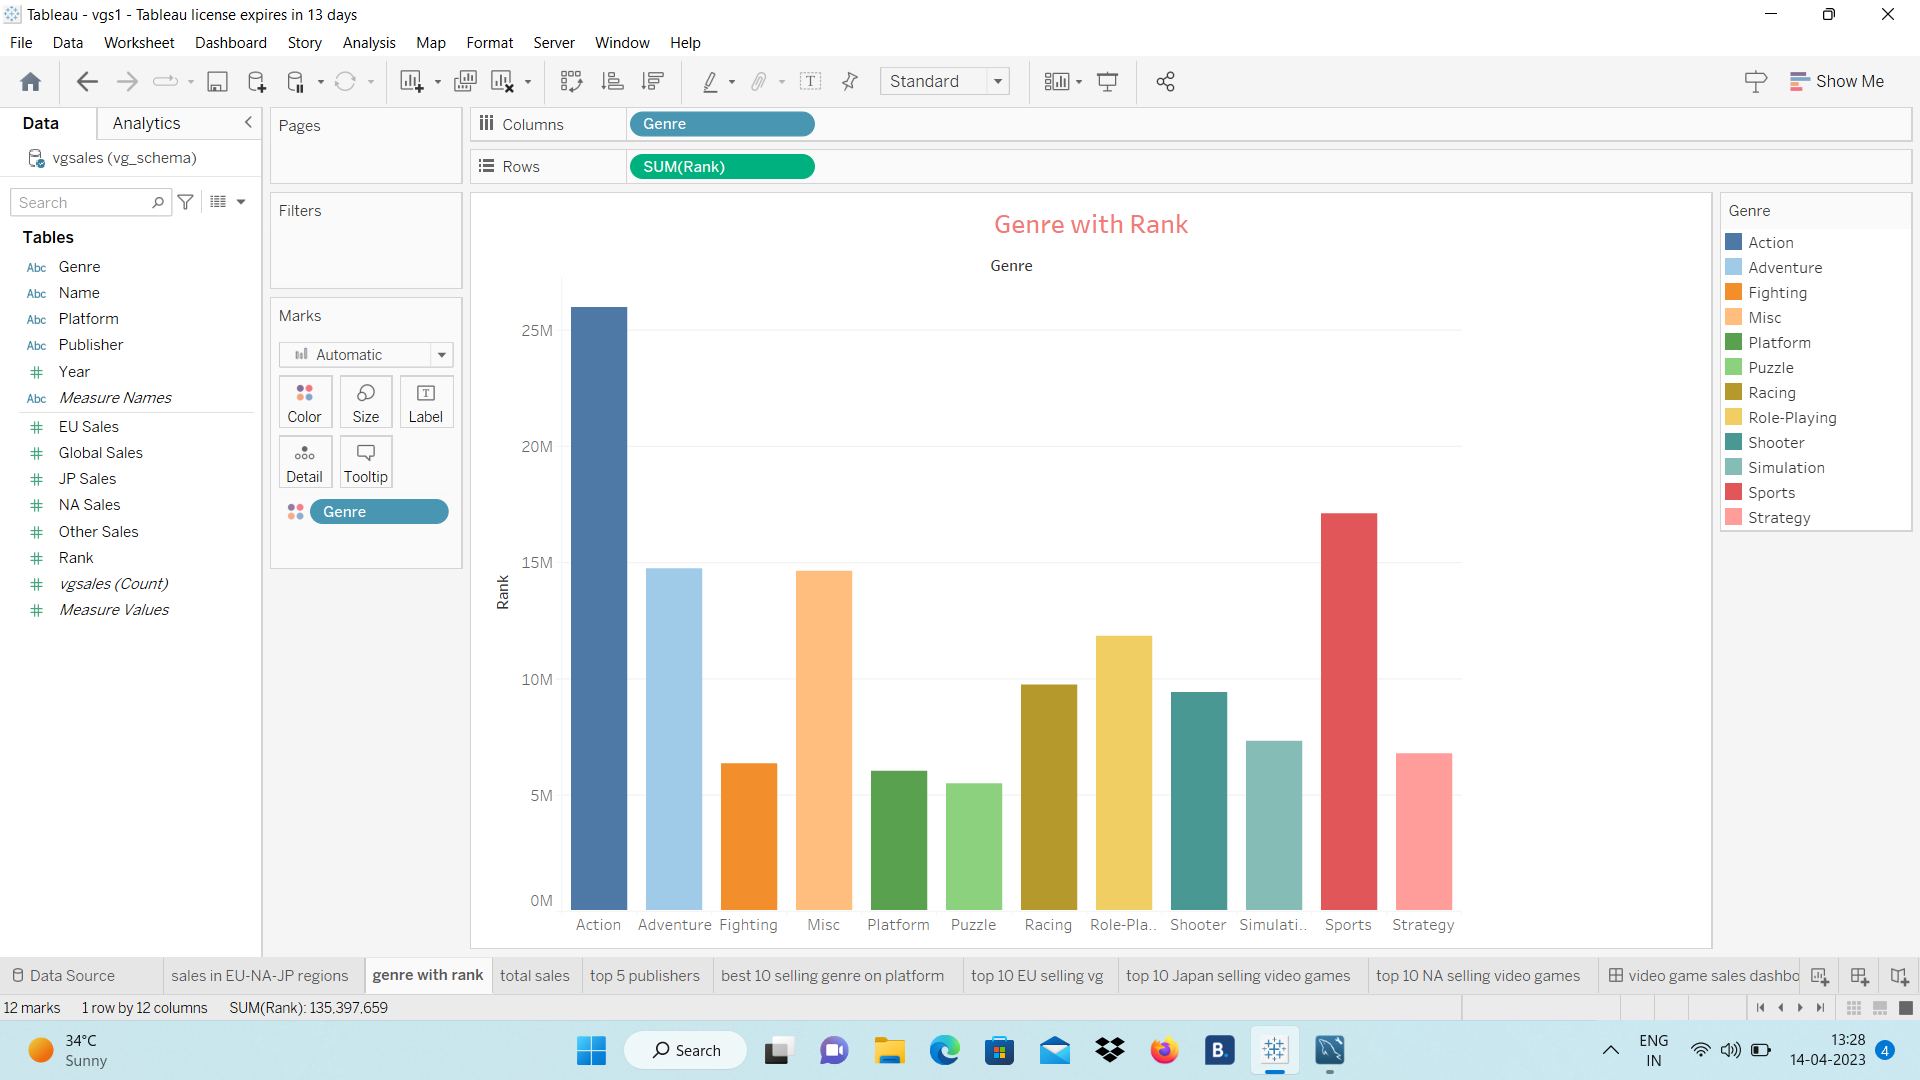 Tableau - vgs1 - Tableau license expires in 13 days
File Data Worksheet Dashboard Story Analysis Map Format Server Window Help
Standard
Show Me
Data Analytics
vgsales (vg_schema)
Search
Tables
Abc Genre
Abc Name
Abc Platform
Abc Publisher
# Year
Abc Measure Names
# EU Sales
# Global Sales
# JP Sales
# NA Sales
# Other Sales
# Rank
# vgsales (Count)
# Measure Values
Pages
Filters
Marks
Automatic
Color Size Label
Detail Tooltip
Genre
Columns Genre
Rows SUM(Rank)
Genre with Rank
Genre
25M
20M
15M
10M
5M
0M
Rank
Action Adventure Fighting Misc Platform Puzzle Racing Role-Pla.. Shooter Simulati.. Sports Strategy
Genre
Action
Adventure
Fighting
Misc
Platform
Puzzle
Racing
Role-Playing
Shooter
Simulation
Sports
Strategy
Data Source sales in EU-NA-JP regions genre with rank total sales top 5 publishers best 10 selling genre on platform top 10 EU selling vg top 10 Japan selling video games top 10 NA selling video games video game sales dashbo
12 marks 1 row by 12 columns SUM(Rank): 135,397,659
34°C
Sunny
Search
B.
ENG
IN
13:28
14-04-2023
4